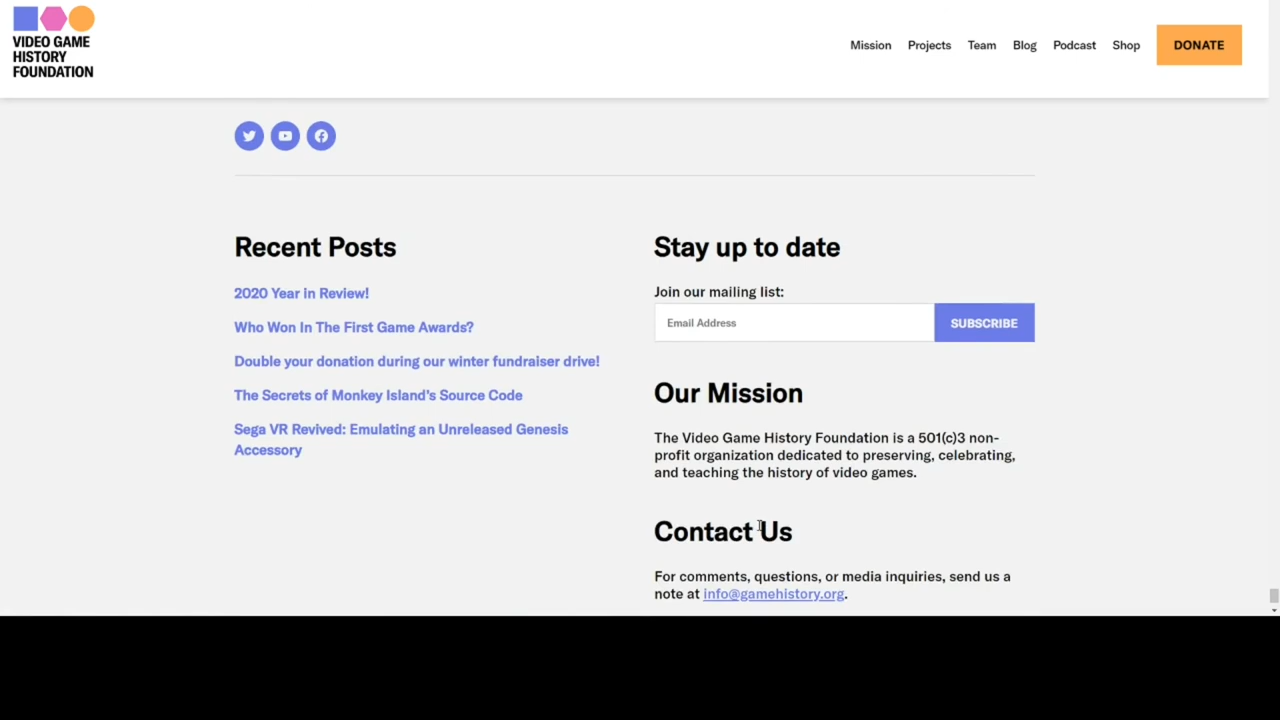 VIDEO GAME
HISTORY
FOUNDATION
Mission
Projects
Team
Blog
Podcast
Shop
DONATE
Recent Posts
2020 Year in Review!
Who Won In The First Game Awards?
Double your donation during our winter fundraiser drive!
The Secrets of Monkey Island's Source Code
Sega VR Revived: Emulating an Unreleased Genesis
Accessory
Stay up to date
Join our mailing list:
Email Address
SUBSCRIBE
Our Mission
The Video Game History Foundation is a 501(c)3 non-
profit organization dedicated to preserving, celebrating,
and teaching the history of video games.
Contact Us
For comments, questions, or media inquiries, send us a
note at info@gamehistory.org.